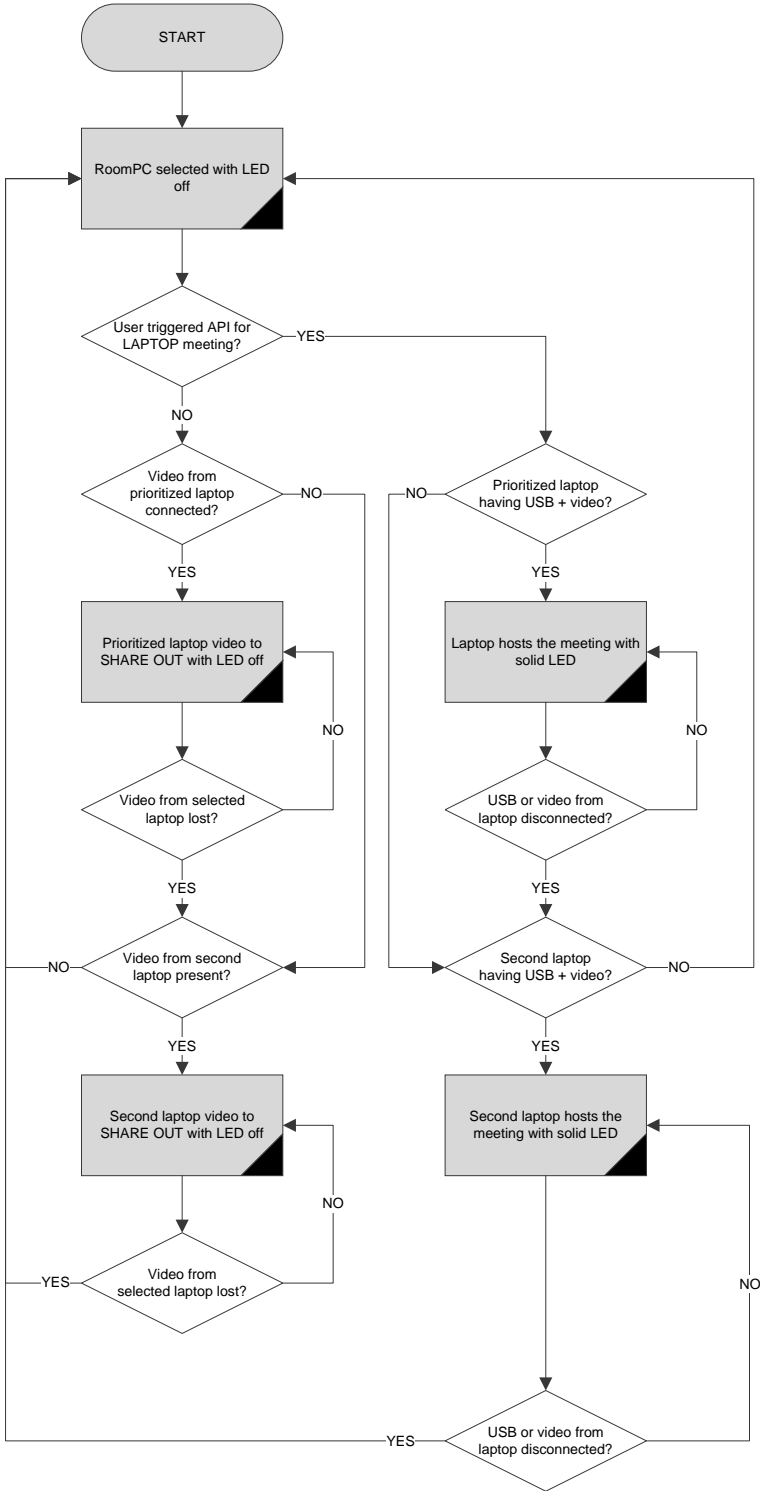 START
RoomPC selected with LED
off
User triggered API for
LAPTOP meeting?
YES
NO
Video from
prioritized laptop
connected?
NO
NO
Prioritized laptop
having USB + video?
YES
YES
Prioritized laptop video to
SHARE OUT with LED off
Laptop hosts the meeting with
solid LED
NO
NO
Video from selected
laptop lost?
USB or video from
laptop disconnected?
YES
YES
NO
Video from second
laptop present?
Second laptop
having USB + video?
NO
YES
YES
Second laptop video to
SHARE OUT with LED off
Second laptop hosts the
meeting with solid LED
NO
YES
Video from
selected laptop lost?
NO
YES
USB or video from
laptop disconnected?